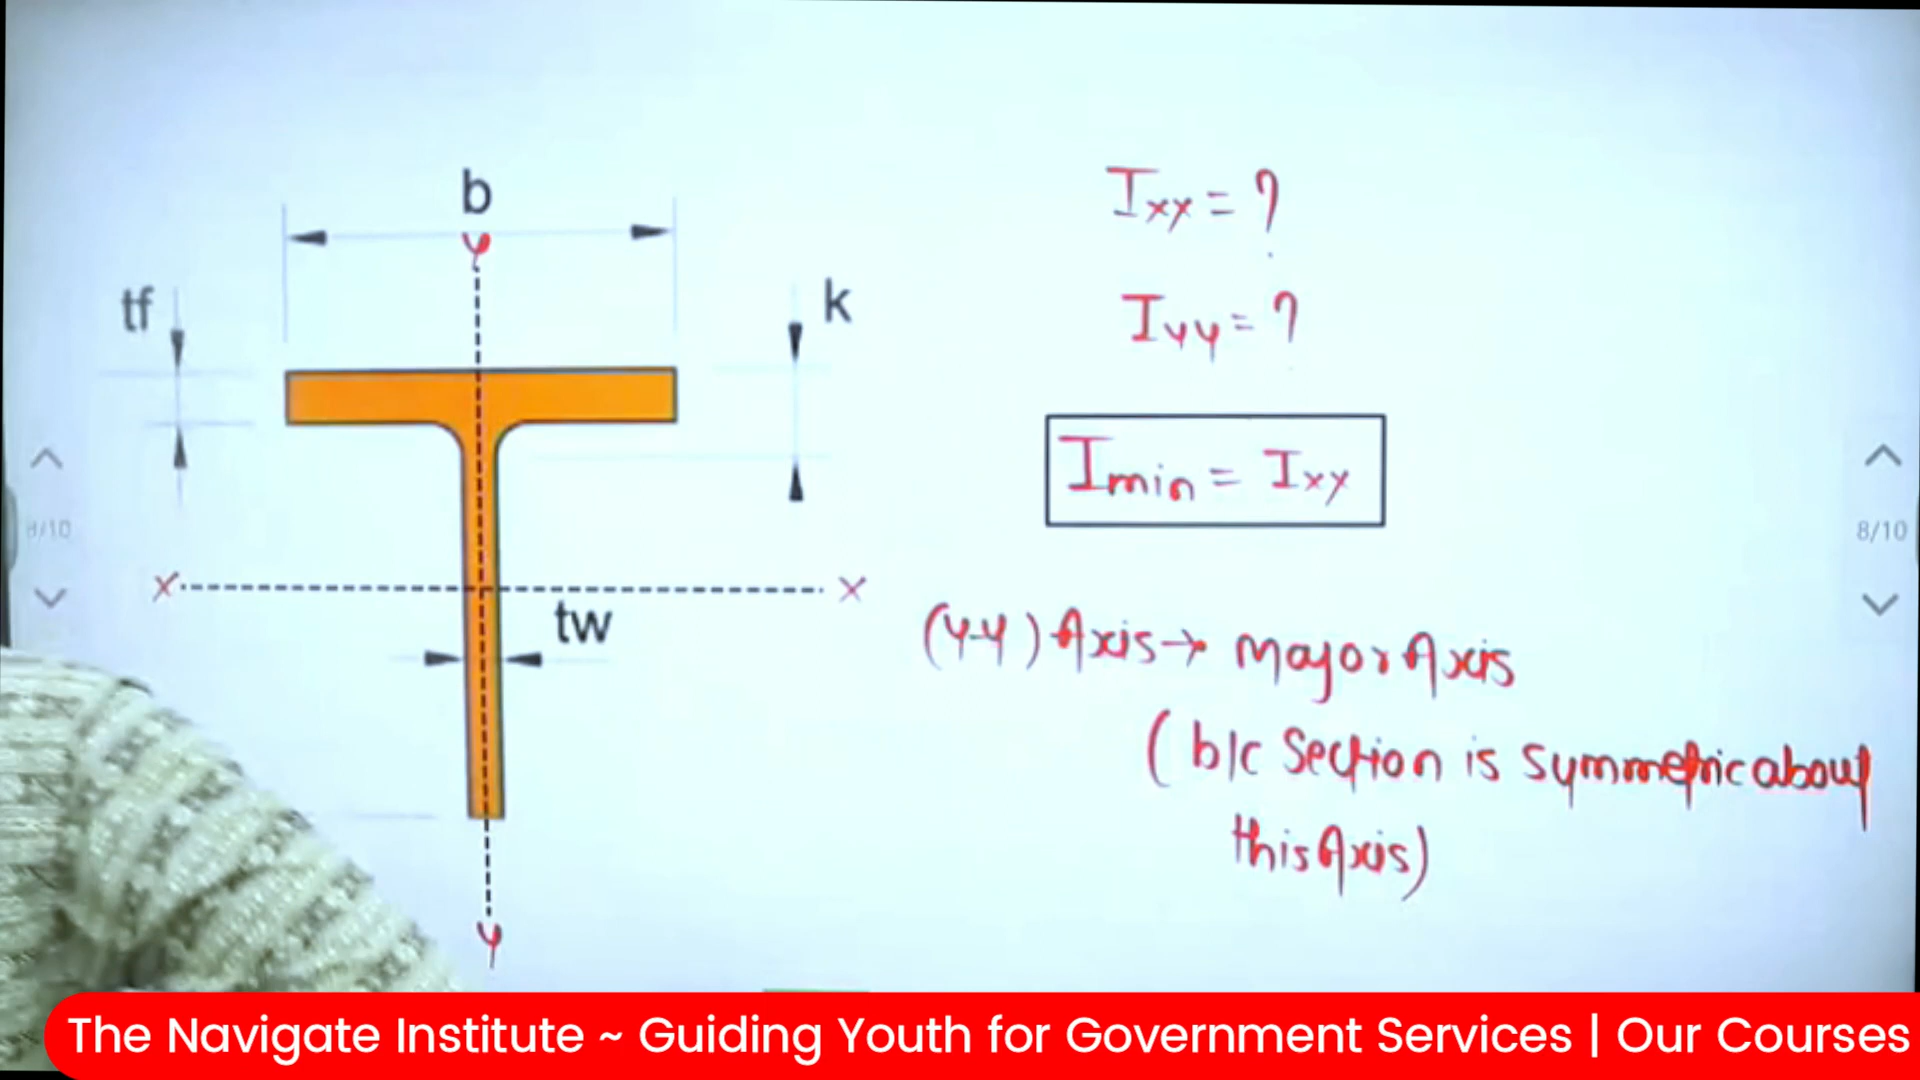 b
Y
tf
k
Ixx = ?
Iyy = ?
Imin = Ixx
8/10
8/10
x
x
tw
(Y-Y) Axis → Major Axis
(b/c Section is symmetric about
this Axis)
Y
The Navigate Institute ~ Guiding Youth for Government Services | Our Courses